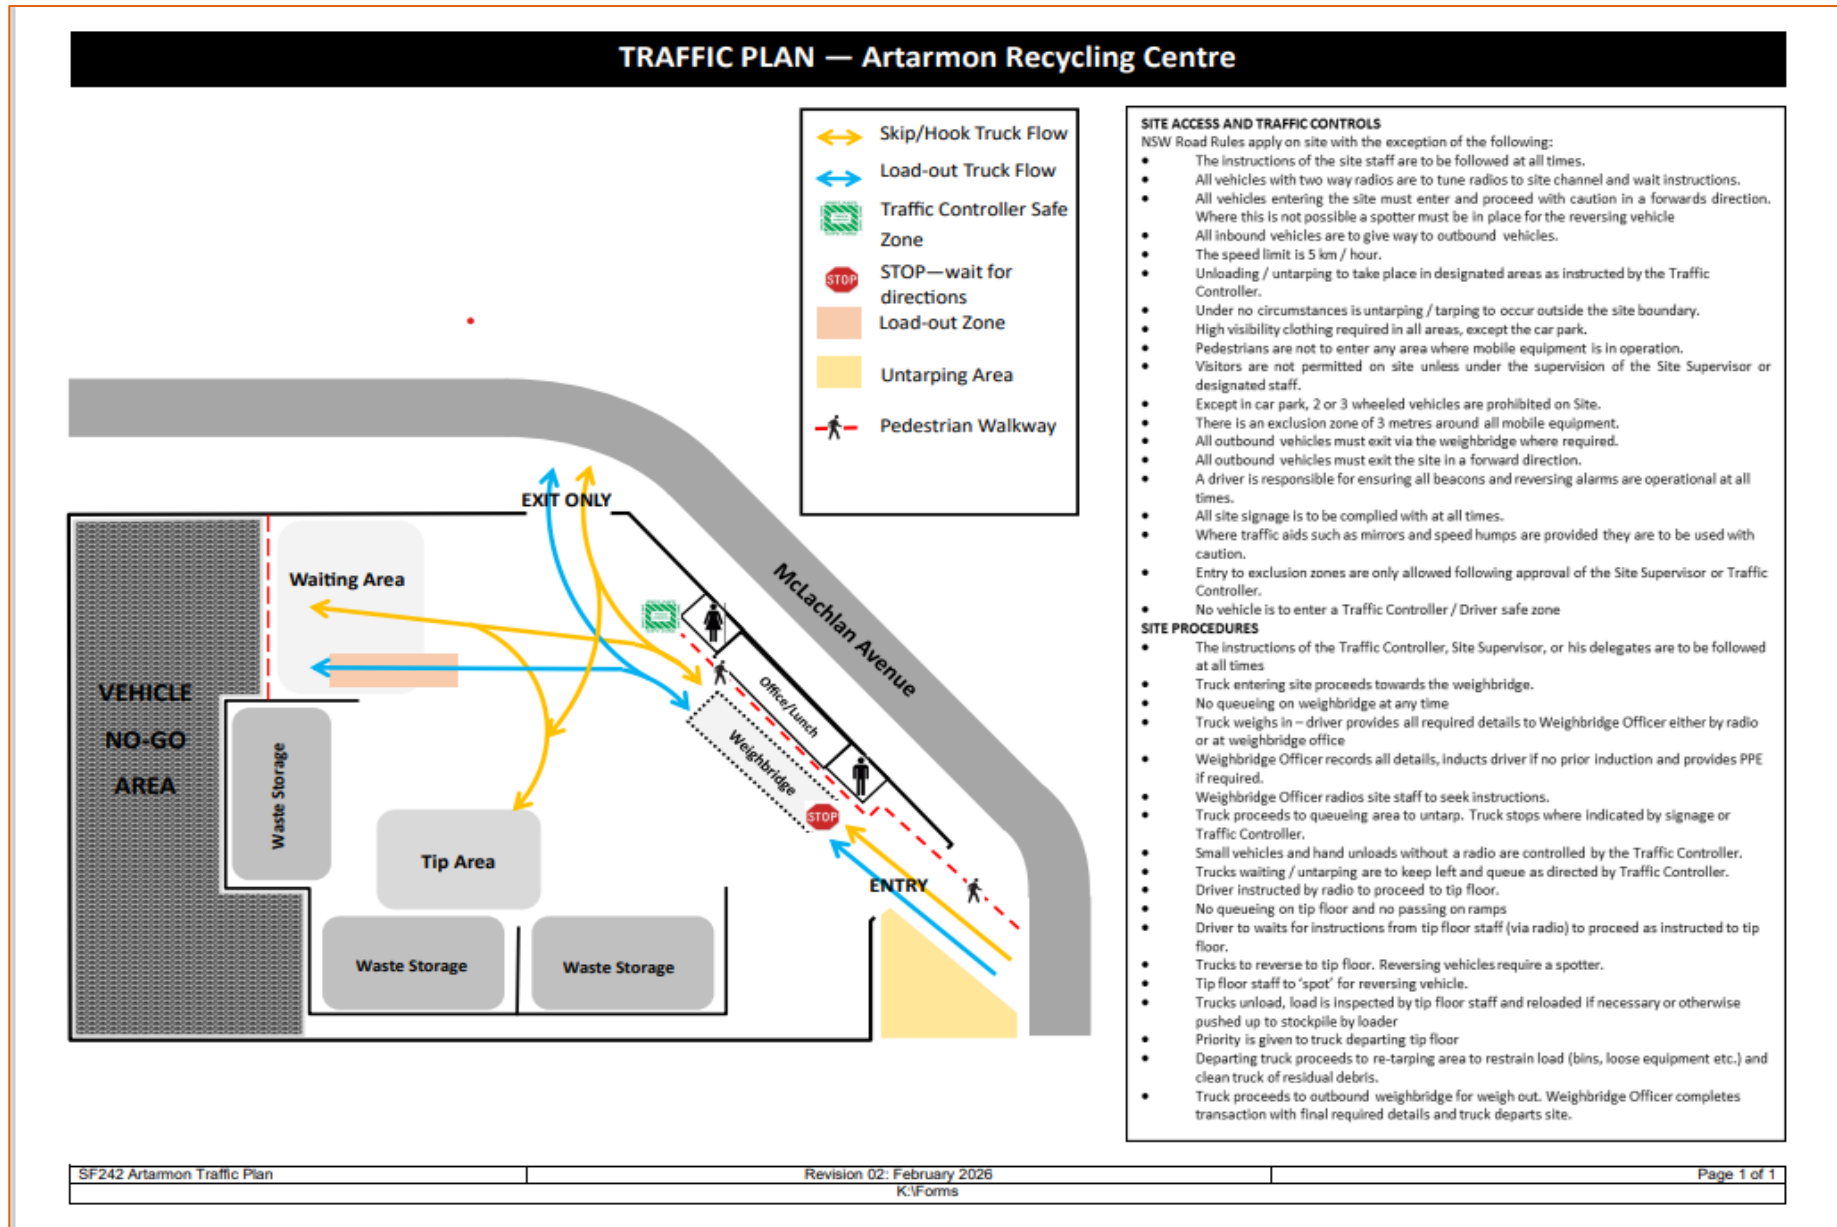 TRAFFIC PLAN — Artarmon Recycling Centre
Skip/Hook Truck Flow
Load-out Truck Flow
Traffic Controller Safe
Zone
STOP
STOP—wait for
directions
Load-out Zone
Untarping Area
Pedestrian Walkway
EXIT ONLY
McLachlan Avenue
Waiting Area
VEHICLE
NO-GO
AREA
Office/Lunch
Weighbridge
STOP
Waste Storage
Tip Area
ENTRY
Waste Storage
Waste Storage
SITE ACCESS AND TRAFFIC CONTROLS
NSW Road Rules apply on site with the exception of the following:
• The instructions of the site staff are to be followed at all times.
• All vehicles with two way radios are to tune radios to site channel and wait instructions.
• All vehicles entering the site must enter and proceed with caution in a forwards direction.
Where this is not possible a spotter must be in place for the reversing vehicle
• All inbound vehicles are to give way to outbound vehicles.
• The speed limit is 5 km / hour.
• Unloading / untarping to take place in designated areas as instructed by the Traffic
Controller.
• Under no circumstances is untarping / tarping to occur outside the site boundary.
• High visibility clothing required in all areas, except the car park.
• Pedestrians are not to enter any area where mobile equipment is in operation.
• Visitors are not permitted on site unless under the supervision of the Site Supervisor or
designated staff.
• Except in car park, 2 or 3 wheeled vehicles are prohibited on Site.
• There is an exclusion zone of 3 metres around all mobile equipment.
• All outbound vehicles must exit via the weighbridge where required.
• All outbound vehicles must exit the site in a forward direction.
• A driver is responsible for ensuring all beacons and reversing alarms are operational at all
times.
• All site signage is to be complied with at all times.
• Where traffic aids such as mirrors and speed humps are provided they are to be used with
caution.
• Entry to exclusion zones are only allowed following approval of the Site Supervisor or Traffic
Controller.
• No vehicle is to enter a Traffic Controller / Driver safe zone
SITE PROCEDURES
• The instructions of the Traffic Controller, Site Supervisor, or his delegates are to be followed
at all times
• Truck entering site proceeds towards the weighbridge.
• No queueing on weighbridge at any time
• Truck weighs in – driver provides all required details to Weighbridge Officer either by radio
or at weighbridge office
• Weighbridge Officer records all details, inducts driver if no prior induction and provides PPE
if required.
• Weighbridge Officer radios site staff to seek instructions.
• Truck proceeds to queueing area to untarp. Truck stops where indicated by signage or
Traffic Controller.
• Small vehicles and hand unloads without a radio are controlled by the Traffic Controller.
• Trucks waiting / untarping are to keep left and queue as directed by Traffic Controller.
• Driver instructed by radio to proceed to tip floor.
• No queueing on tip floor and no passing on ramps
• Driver to waits for instructions from tip floor staff (via radio) to proceed as instructed to tip
floor.
• Trucks to reverse to tip floor. Reversing vehicles require a spotter.
• Tip floor staff to ‘spot’ for reversing vehicle.
• Trucks unload, load is inspected by tip floor staff and reloaded if necessary or otherwise
pushed up to stockpile by loader
• Priority is given to truck departing tip floor
• Departing truck proceeds to re-tarping area to restrain load (bins, loose equipment etc.) and
clean truck of residual debris.
• Truck proceeds to outbound weighbridge for weigh out. Weighbridge Officer completes
transaction with final required details and truck departs site.
SF242 Artarmon Traffic Plan
Revision 02: February 2026
Page 1 of 1
K:\Forms